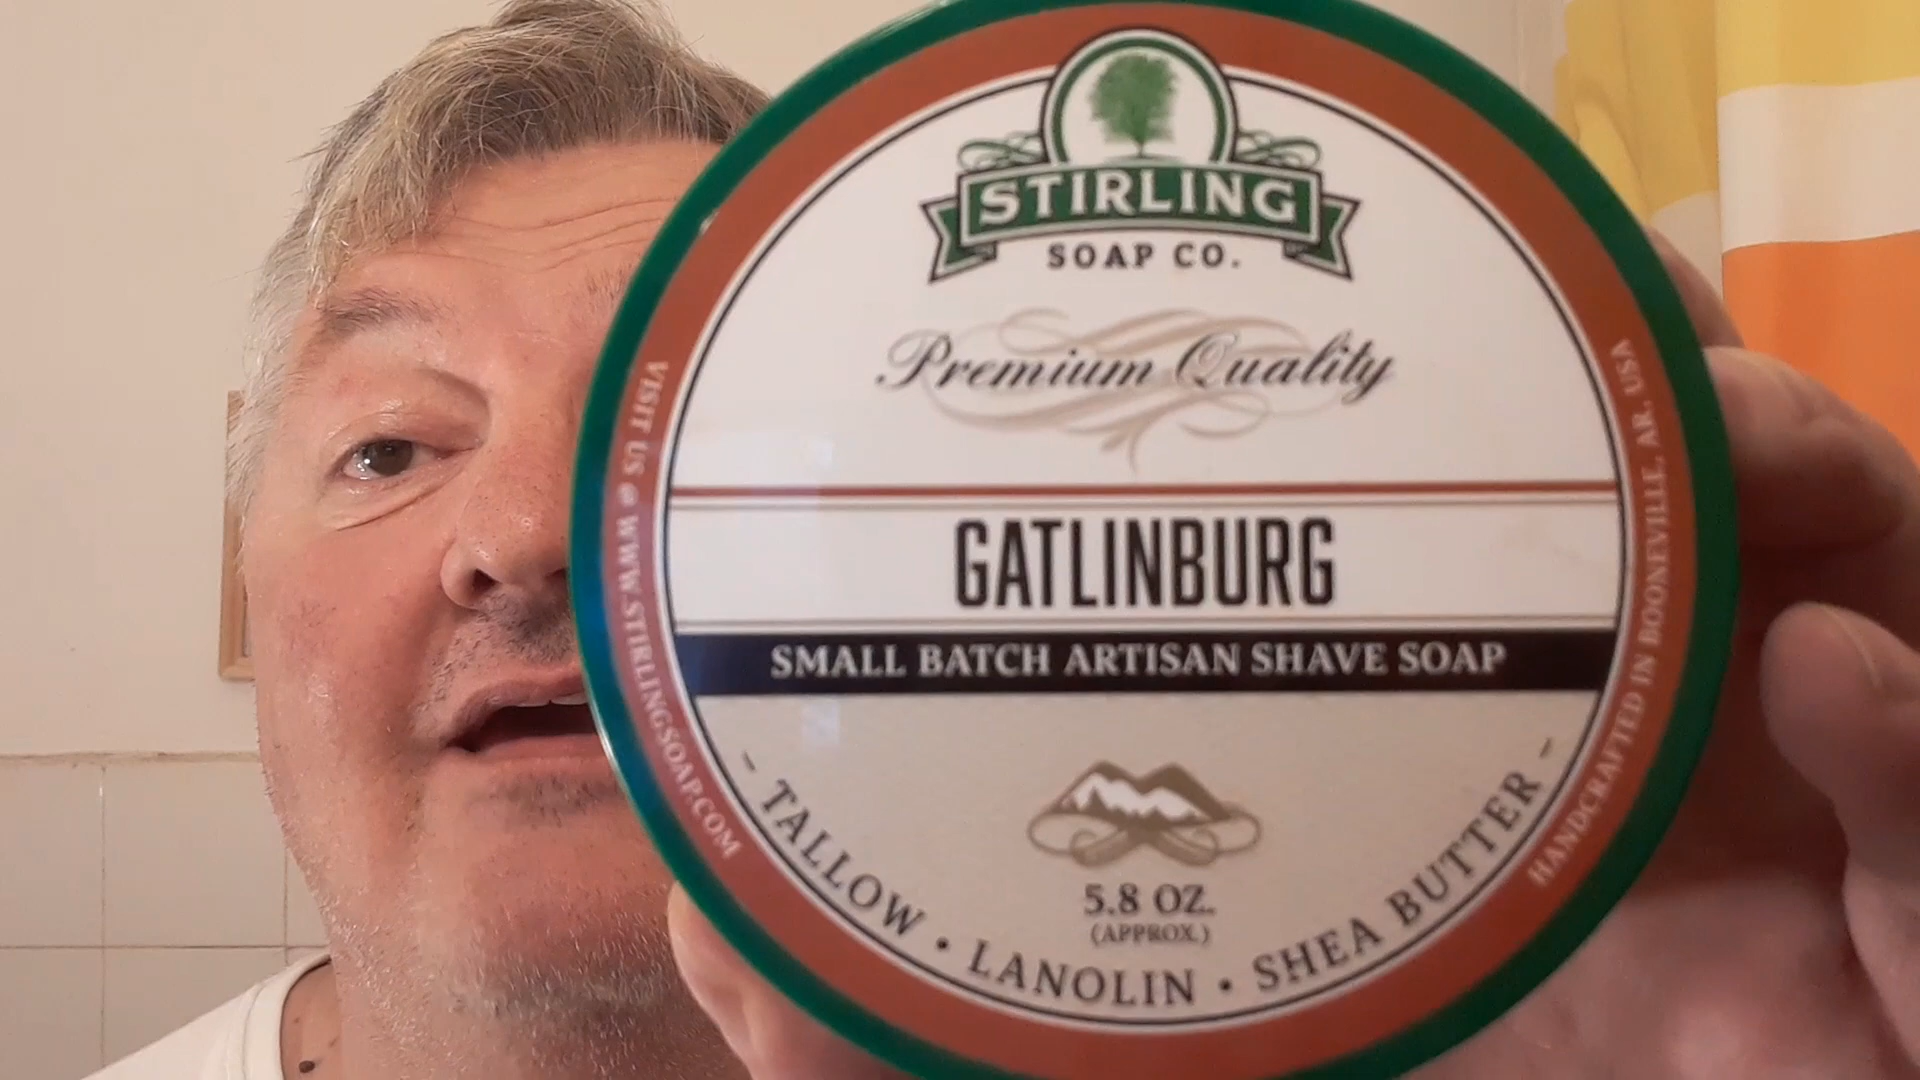 STIRLING
SOAP CO.
Premium Quality
GATLINBURG
SMALL BATCH ARTISAN SHAVE SOAP
5.8 OZ.
(APPROX.)
- TALLOW • LANOLIN • SHEA BUTTER -
VISIT US @ WWW.STIRLINGSOAP.COM
HANDCRAFTED IN BOONEVILLE, AR, USA